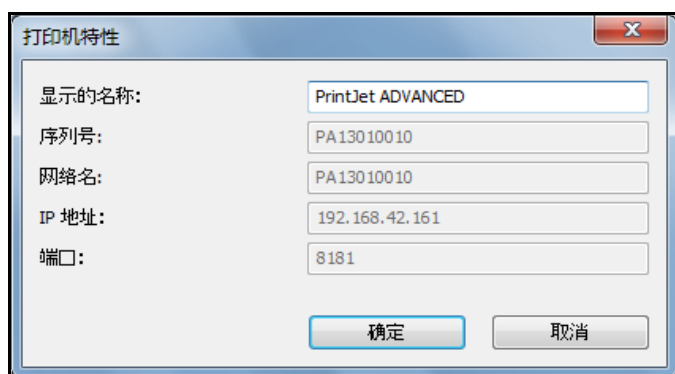 打印机特性
显示的名称: PrintJet ADVANCED
序列号: PA13010010
网络名: PA13010010
IP 地址: 192.168.42.161
端口: 8181
确定 取消